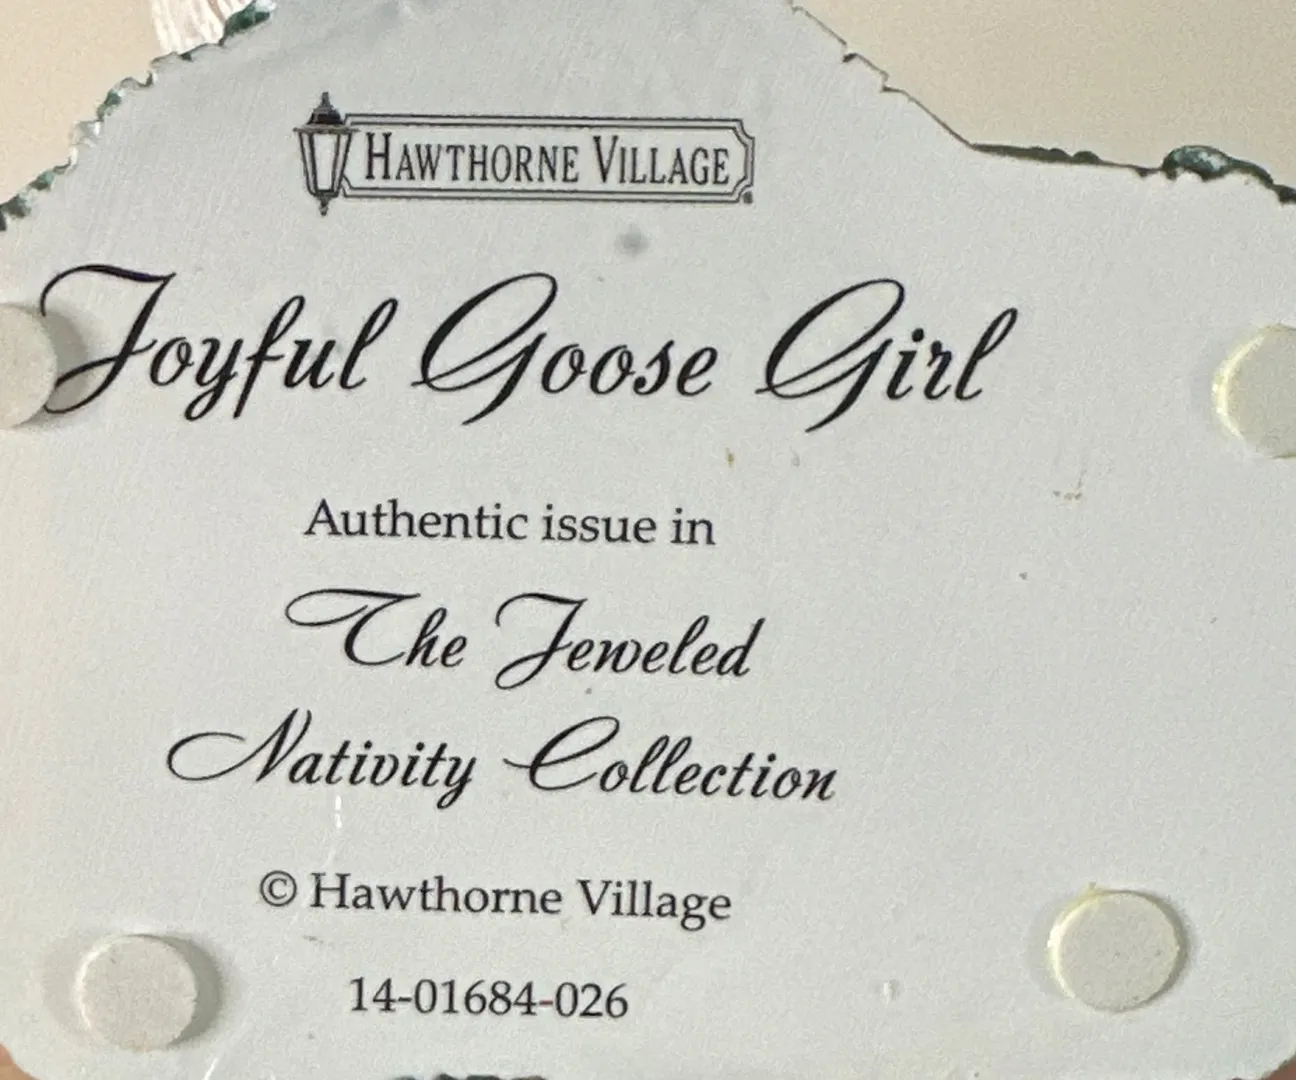 HAWTHORNE VILLAGE
Joyful Goose Girl
Authentic issue in
The Jeweled
Nativity Collection
© Hawthorne Village
14-01684-026